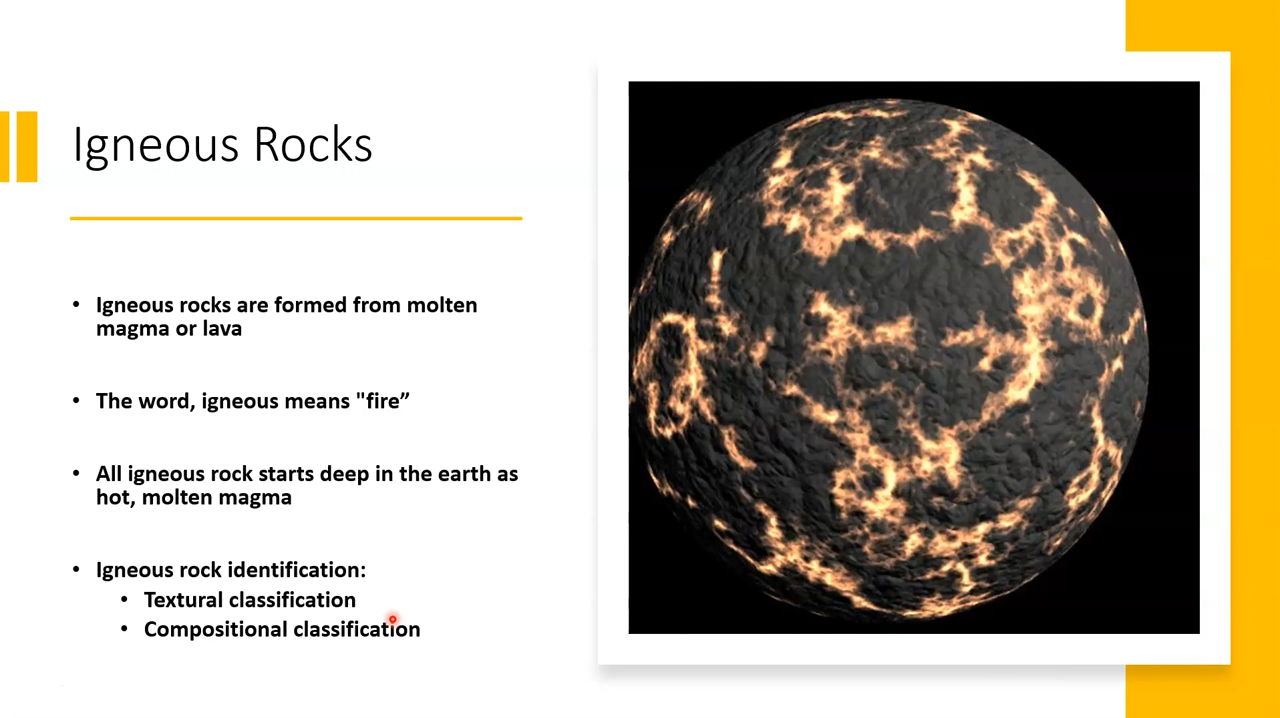 Igneous Rocks
• Igneous rocks are formed from molten
magma or lava
• The word, igneous means "fire”
• All igneous rock starts deep in the earth as
hot, molten magma
• Igneous rock identification:
• Textural classification
• Compositional classification